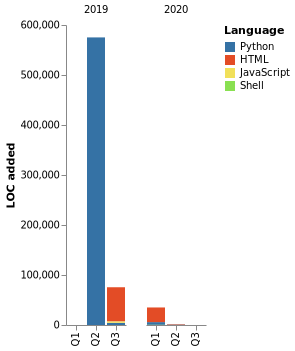 2019 2020
Language
Python
HTML
JavaScript
Shell
LOC added
600,000
500,000
400,000
300,000
200,000
100,000
0
Q1 Q2 Q3 Q1 Q2 Q3